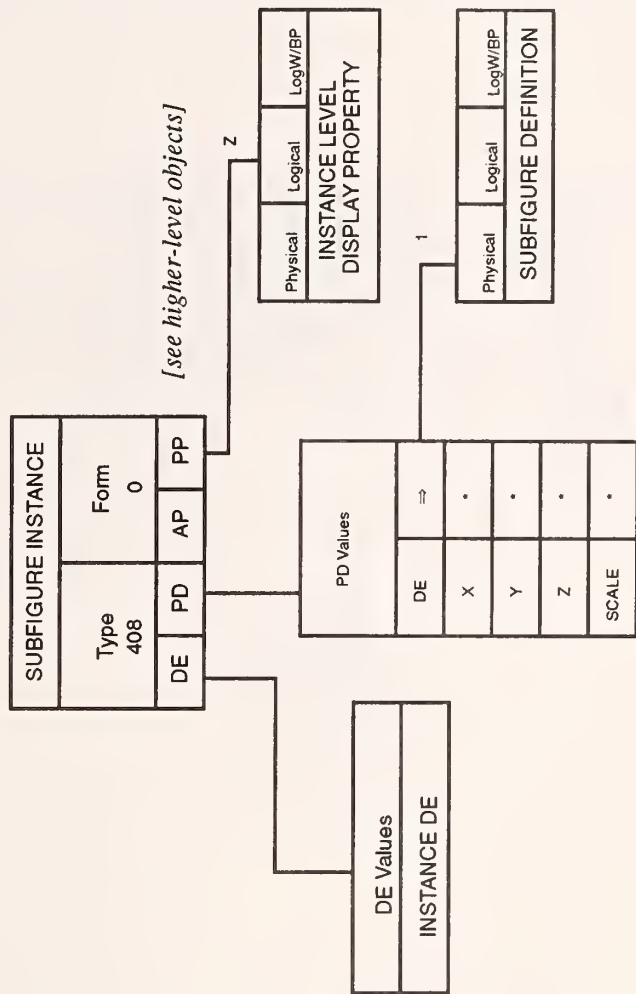 SUBFIGURE INSTANCE
Type
408
Form
0
DE
PD
AP
PP
[see higher-level objects]
Z
Physical
Logical
LogW/BP
INSTANCE LEVEL
DISPLAY PROPERTY
DE Values
INSTANCE DE
PD Values
DE ⇒
X *
Y *
Z *
SCALE *
1
Physical
Logical
LogW/BP
SUBFIGURE DEFINITION